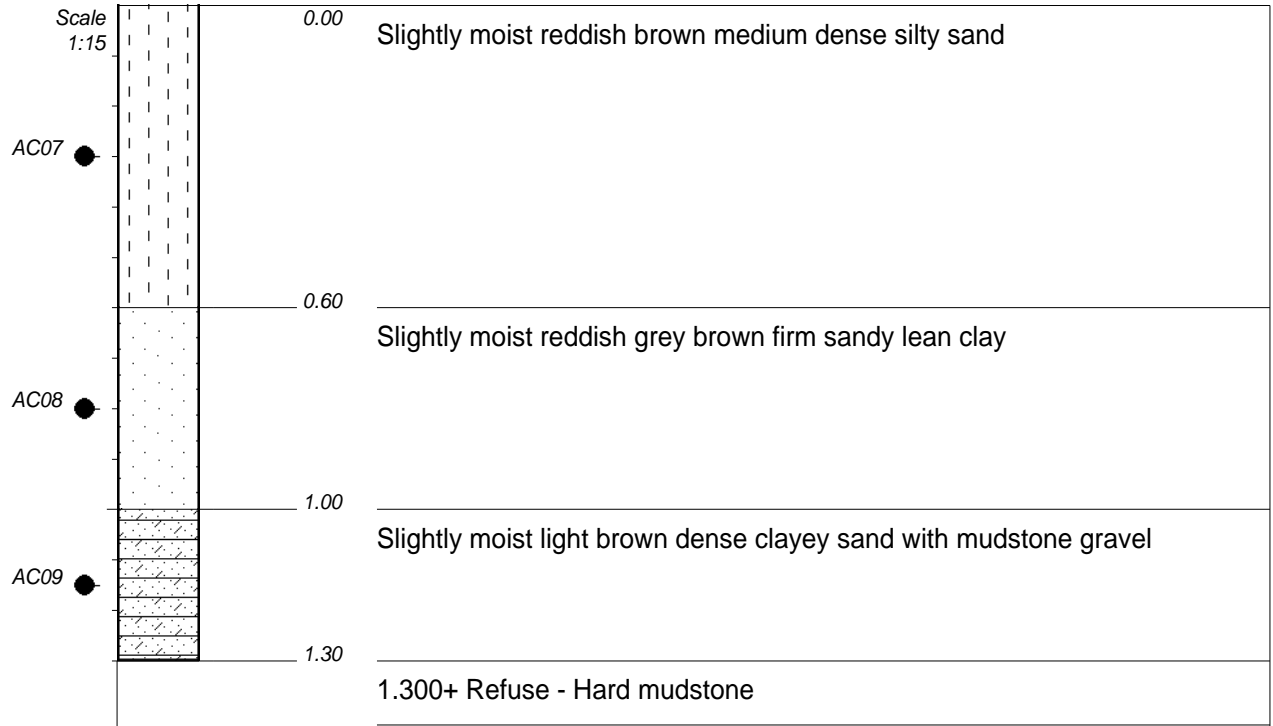 Scale
1:15
0.00
Slightly moist reddish brown medium dense silty sand
AC07
0.60
Slightly moist reddish grey brown firm sandy lean clay
AC08
1.00
Slightly moist light brown dense clayey sand with mudstone gravel
AC09
1.30
1.300+ Refuse - Hard mudstone